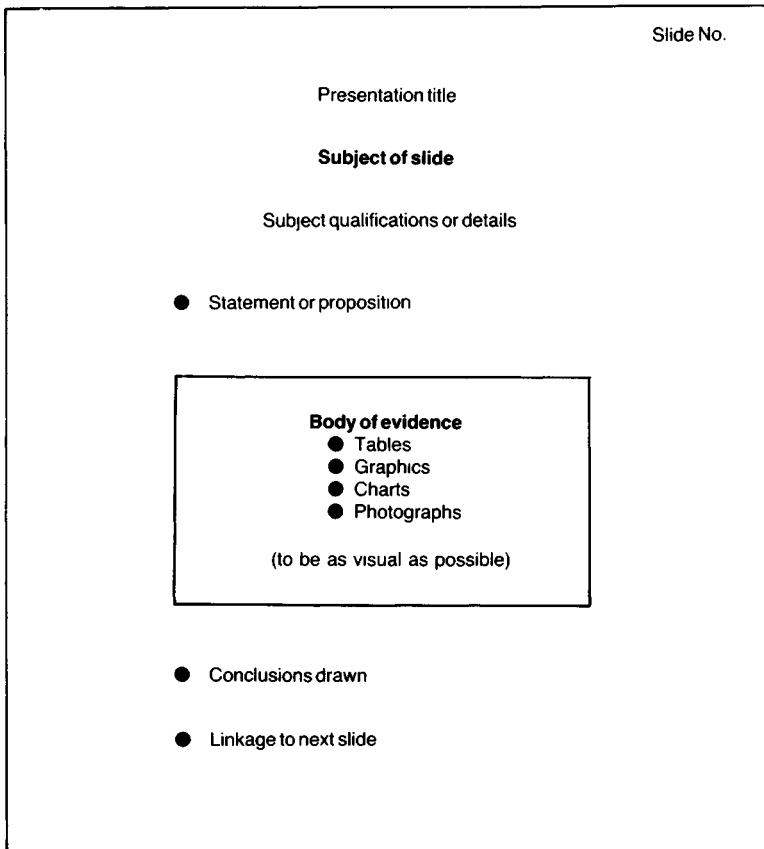 Slide No.
Presentation title
Subject of slide
Subject qualifications or details
● Statement or proposition
Body of evidence
● Tables
● Graphics
● Charts
● Photographs
(to be as visual as possible)
● Conclusions drawn
● Linkage to next slide